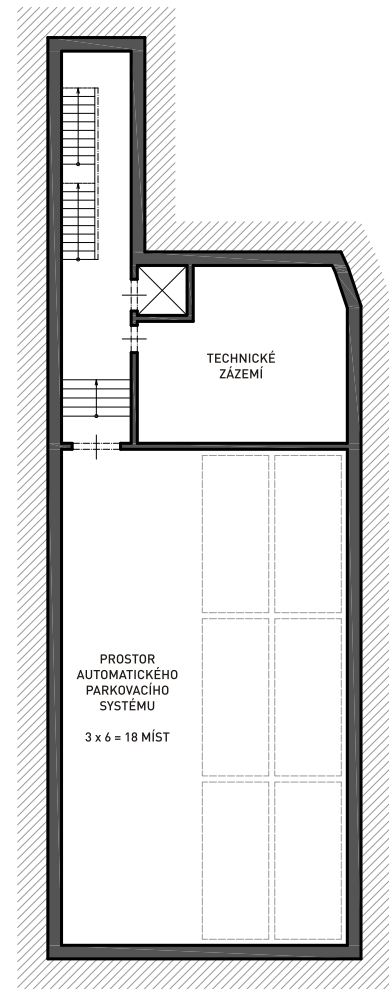 TECHNICKÉ
ZÁZEMÍ
PROSTOR
AUTOMATICKÉHO
PARKOVACÍHO
SYSTÉMU
3 x 6 = 18 MÍST